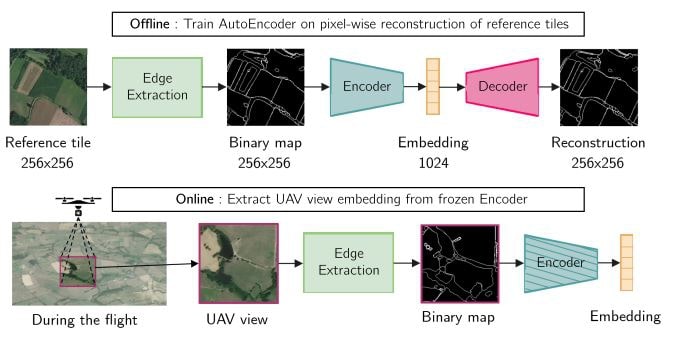 Offline : Train AutoEncoder on pixel-wise reconstruction of reference tiles
Edge
Extraction
Encoder
Decoder
Reference tile
256x256
Binary map
256x256
Embedding
1024
Reconstruction
256x256
Online : Extract UAV view embedding from frozen Encoder
Edge
Extraction
Encoder
During the flight
UAV view
Binary map
Embedding